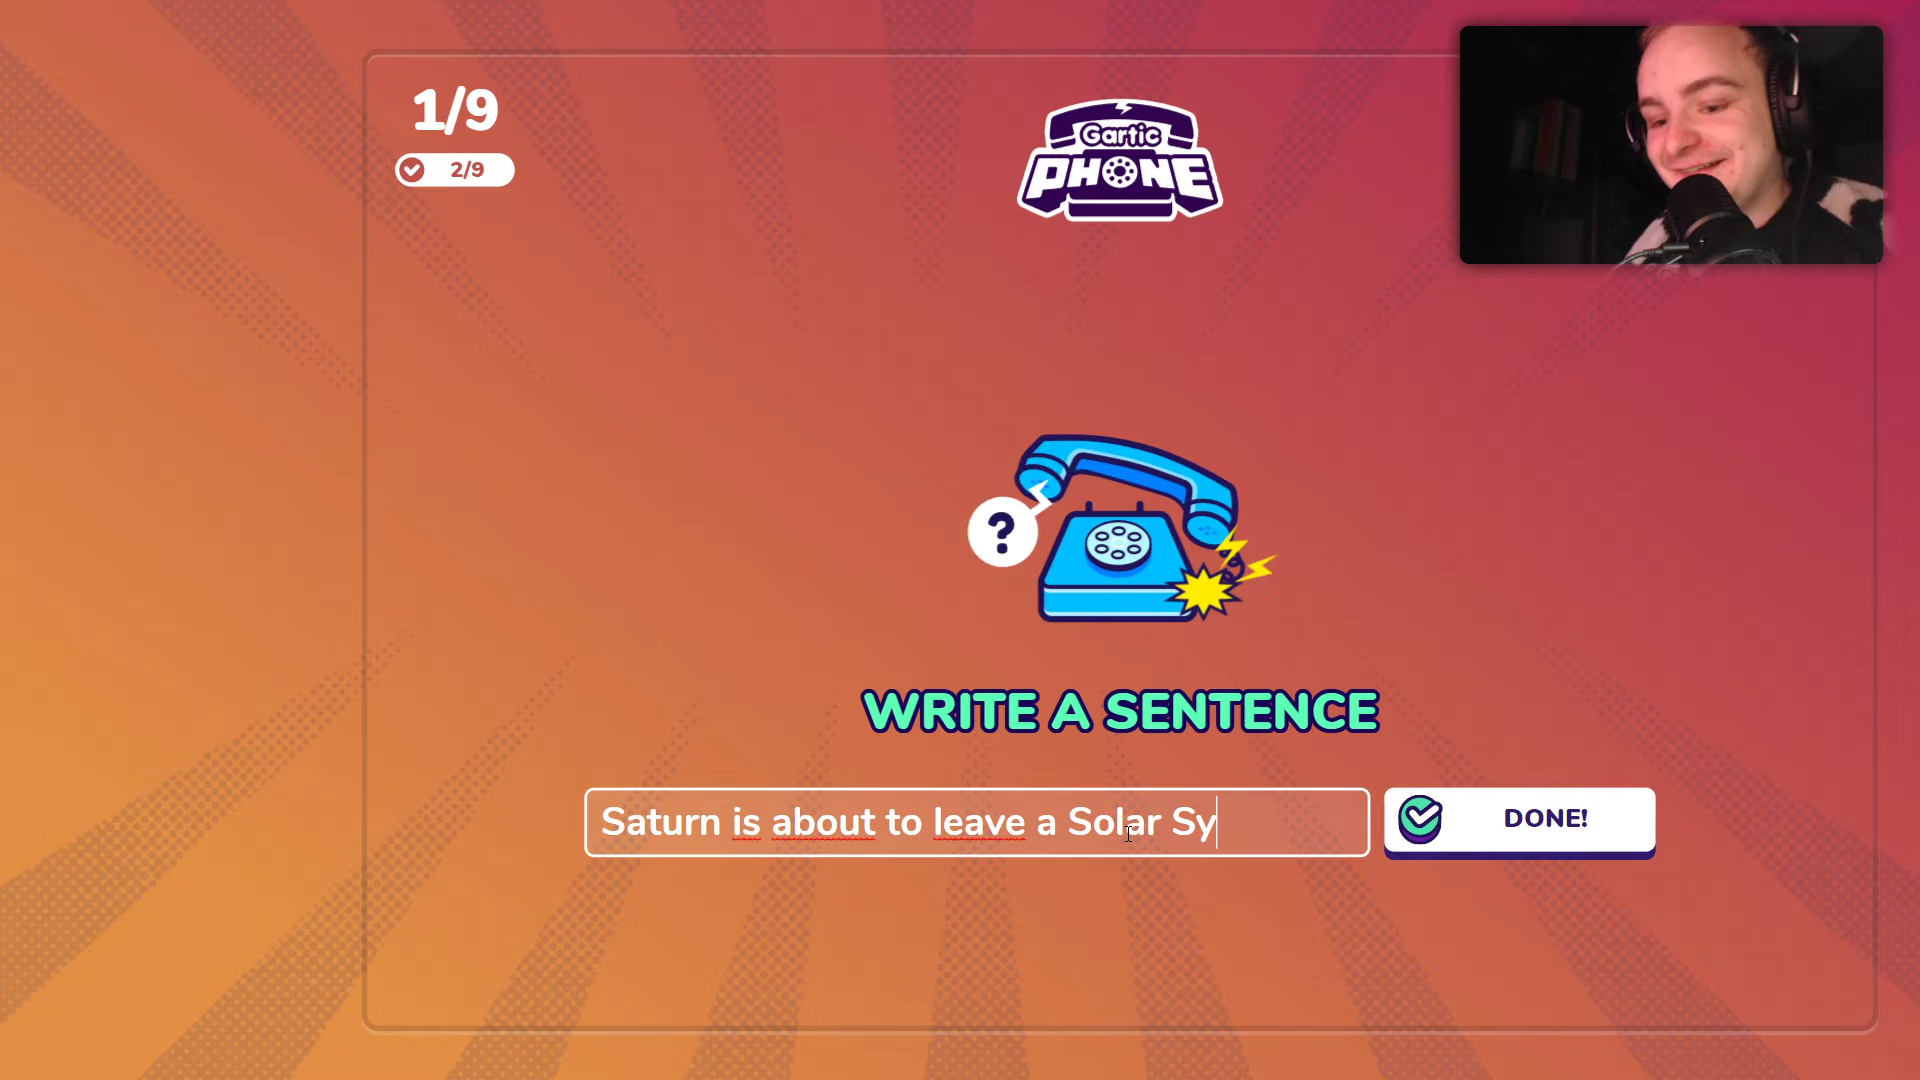 1/9
2/9
Gartic
PHONE
?
WRITE A SENTENCE
Saturn is about to leave a Solar Sy
DONE!